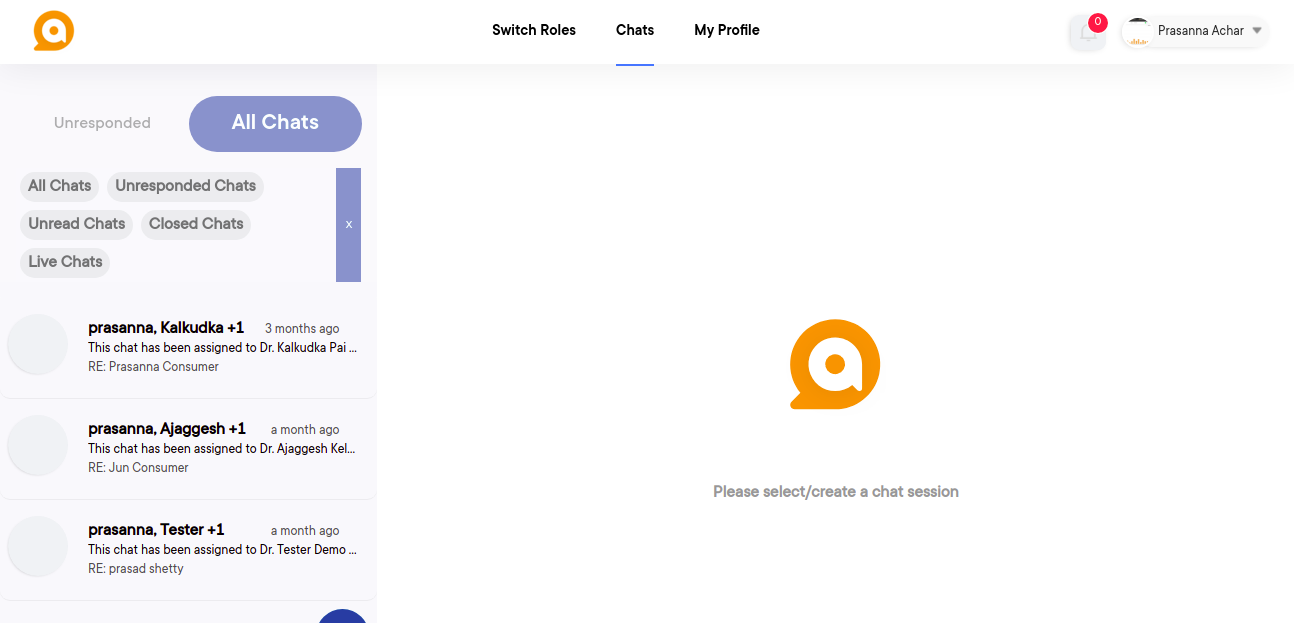 Switch Roles Chats My Profile 0 Prasanna Achar
Unresponded All Chats
All Chats Unresponded Chats
Unread Chats Closed Chats x
Live Chats
prasanna, Kalkudka +1 3 months ago
This chat has been assigned to Dr. Kalkudka Pai ...
RE: Prasanna Consumer
prasanna, Ajaggesh +1 a month ago
This chat has been assigned to Dr. Ajaggesh Kel...
RE: Jun Consumer
prasanna, Tester +1 a month ago
This chat has been assigned to Dr. Tester Demo ...
RE: prasad shetty
Please select/create a chat session